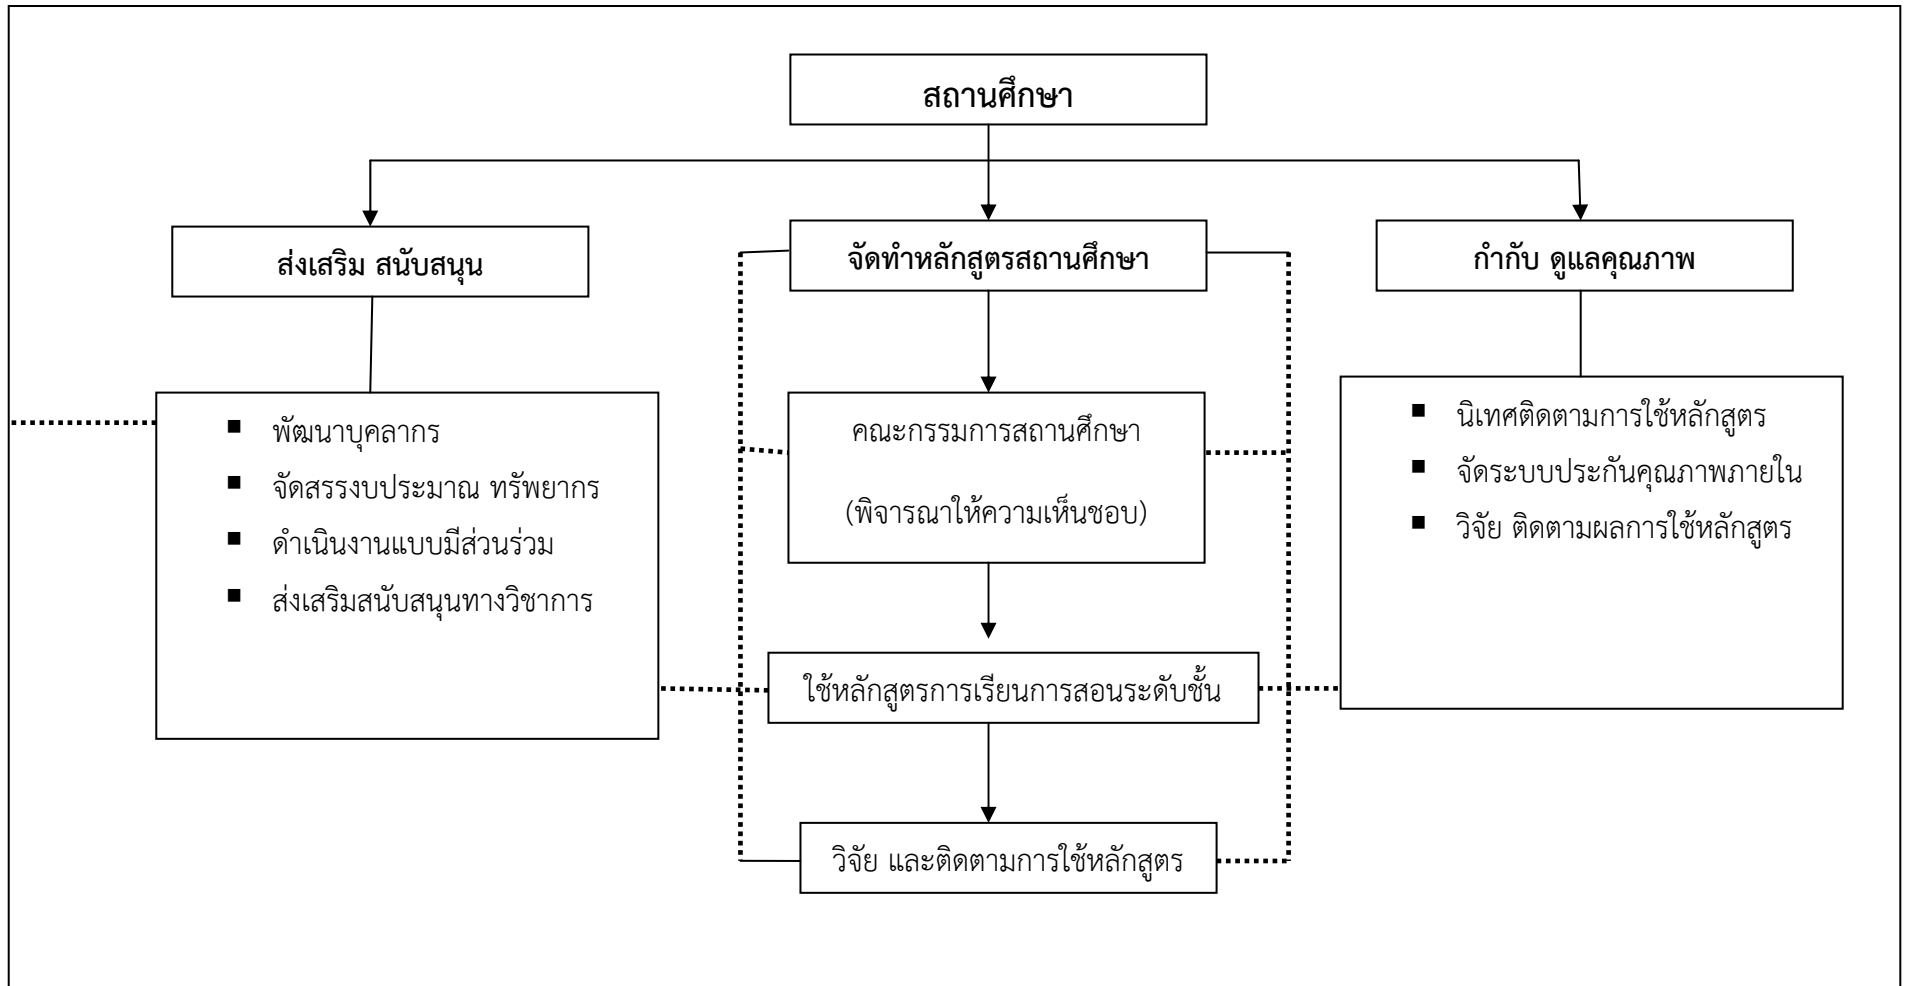 สถานศึกษา
ส่งเสริม สนับสนุน
จัดทำหลักสูตรสถานศึกษา
กำกับ ดูแลคุณภาพ
▪ พัฒนาบุคลากร
▪ จัดสรรงบประมาณ ทรัพยากร
▪ ดำเนินงานแบบมีส่วนร่วม
▪ ส่งเสริมสนับสนุนทางวิชาการ
คณะกรรมการสถานศึกษา
(พิจารณาให้ความเห็นชอบ)
▪ นิเทศติดตามการใช้หลักสูตร
▪ จัดระบบประกันคุณภาพภายใน
▪ วิจัย ติดตามผลการใช้หลักสูตร
ใช้หลักสูตรการเรียนการสอนระดับชั้น
วิจัย และติดตามการใช้หลักสูตร